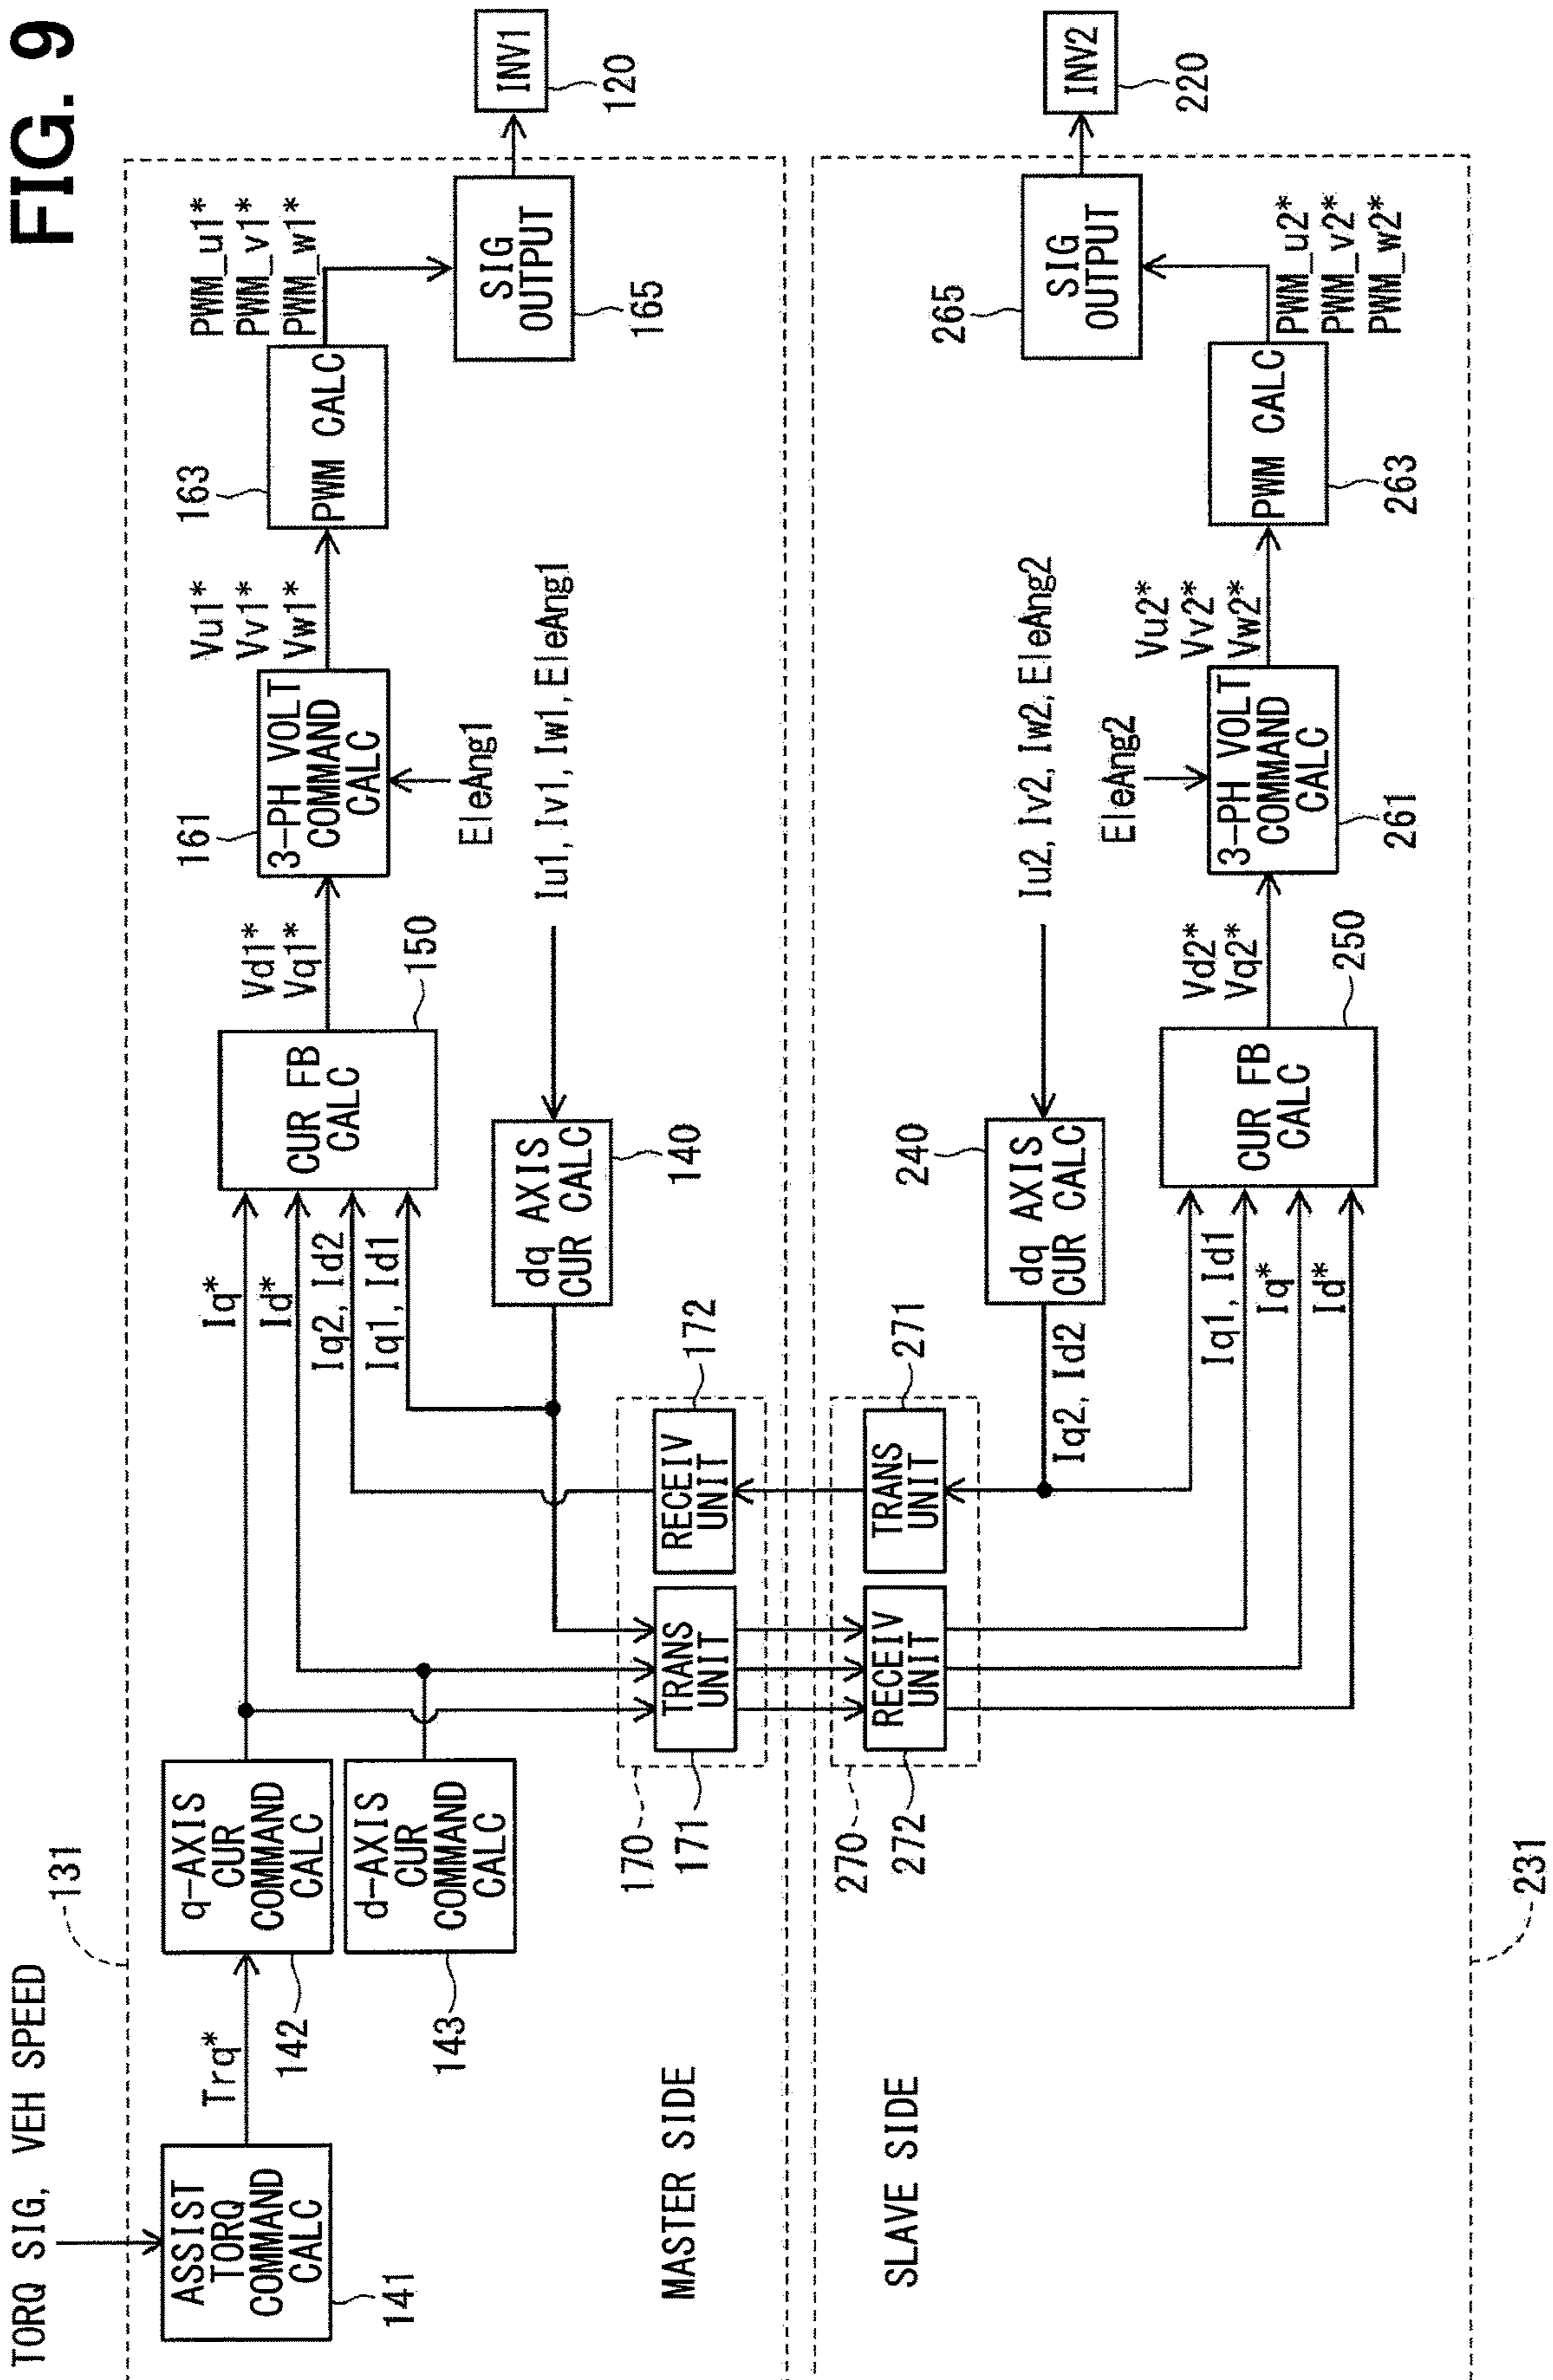 FIG. 9
TORQ SIG, VEH SPEED
131
ASSIST
TORQ
COMMAND
CALC
141
Trq*
q-AXIS
CUR
COMMAND
CALC
142
d-AXIS
CUR
COMMAND
CALC
143
Iq*
Id*
Iq2, Id2
Iq1, Id1
CUR FB
CALC
150
Vd1*
Vq1*
161
3-PH VOLT
COMMAND
CALC
EleAng1
Vu1*
Vv1*
Vw1*
163
PWM CALC
PWM_u1*
PWM_v1*
PWM_w1*
SIG
OUTPUT
165
INV1
120
dq AXIS
CUR CALC
140
Iu1, Iv1, Iw1, EleAng1
170
TRANS
UNIT
171
RECEIV
UNIT
172
MASTER SIDE
SLAVE SIDE
270
RECEIV
UNIT
272
TRANS
UNIT
271
240
dq AXIS
CUR CALC
Iq2, Id2
Iu2, Iv2, Iw2, EleAng2
Iq1, Id1
Iq*
Id*
CUR FB
CALC
250
Vd2*
Vq2*
EleAng2
3-PH VOLT
COMMAND
CALC
261
Vu2*
Vv2*
Vw2*
PWM CALC
263
PWM_u2*
PWM_v2*
PWM_w2*
265
SIG
OUTPUT
INV2
220
231